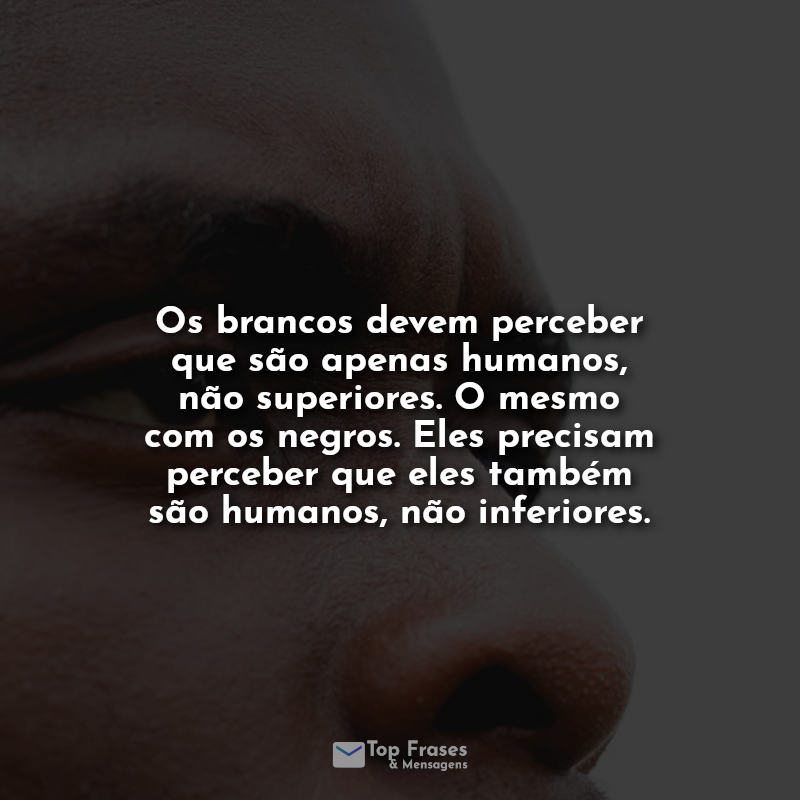 Os brancos devem perceber
que são apenas humanos,
não superiores. O mesmo
com os negros. Eles precisam
perceber que eles também
são humanos, não inferiores.
Top Frases
& Mensagens